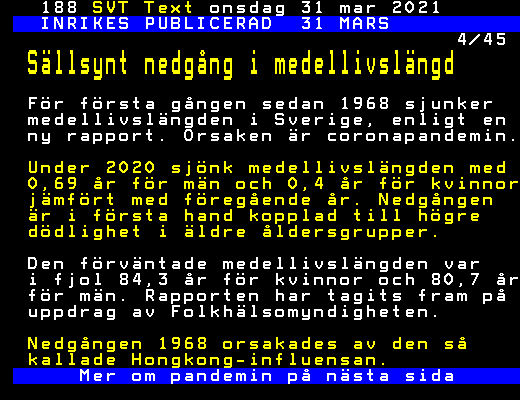 188 SVT Text onsdag 31 mar 2021
INRIKES PUBLICERAD 31 MARS
4/45
Sällsynt nedgång i medellivslängd
För första gången sedan 1968 sjunker
medellivslängden i Sverige, enligt en
ny rapport. Orsaken är coronapandemin.
Under 2020 sjönk medellivslängden med
0,69 år för män och 0,4 år för kvinnor
jämfört med föregående år. Nedgången
är i första hand kopplad till högre
dödlighet i äldre åldersgrupper.
Den förväntade medellivslängden var
i fjol 84,3 år för kvinnor och 80,7 år
för män. Rapporten har tagits fram på
uppdrag av Folkhälsomyndigheten.
Nedgången 1968 orsakades av den så
kallade Hongkong-influensan.
Mer om pandemin på nästa sida